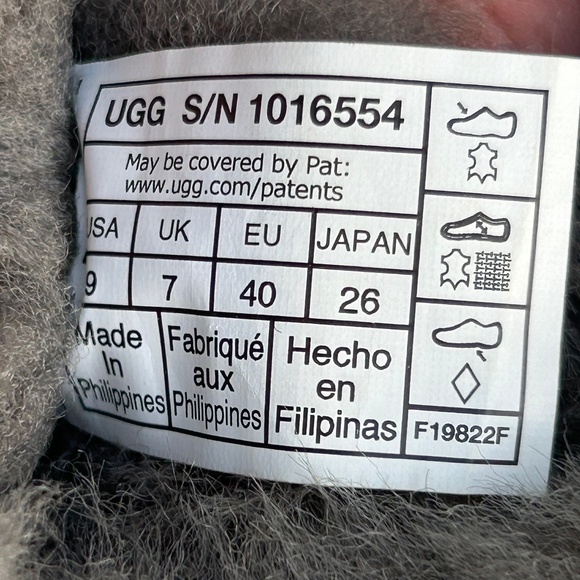 UGG S/N 1016554
May be covered by Pat:
www.ugg.com/patents
USA UK EU JAPAN
9 7 40 26
Made In Philippines
Fabriqué aux Philippines
Hecho en Filipinas
F19822F